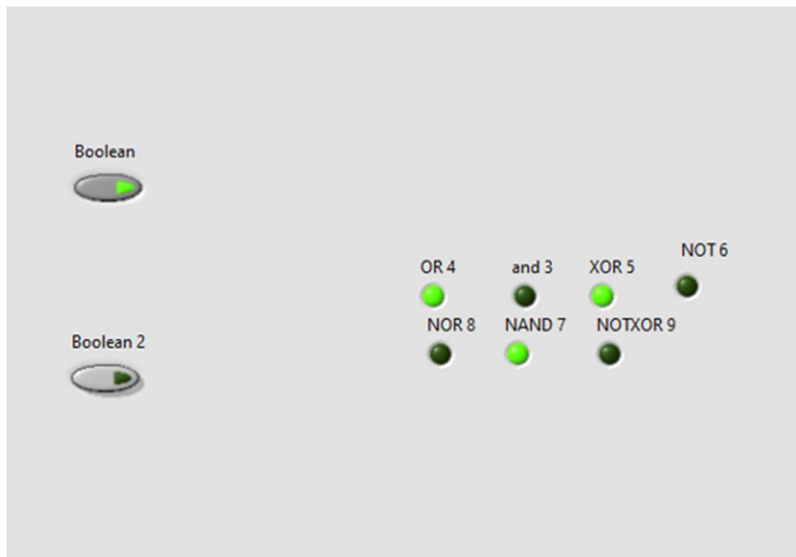 Boolean
NOT 6
OR 4 and 3 XOR 5
NOR 8 NAND 7 NOTXOR 9
Boolean 2